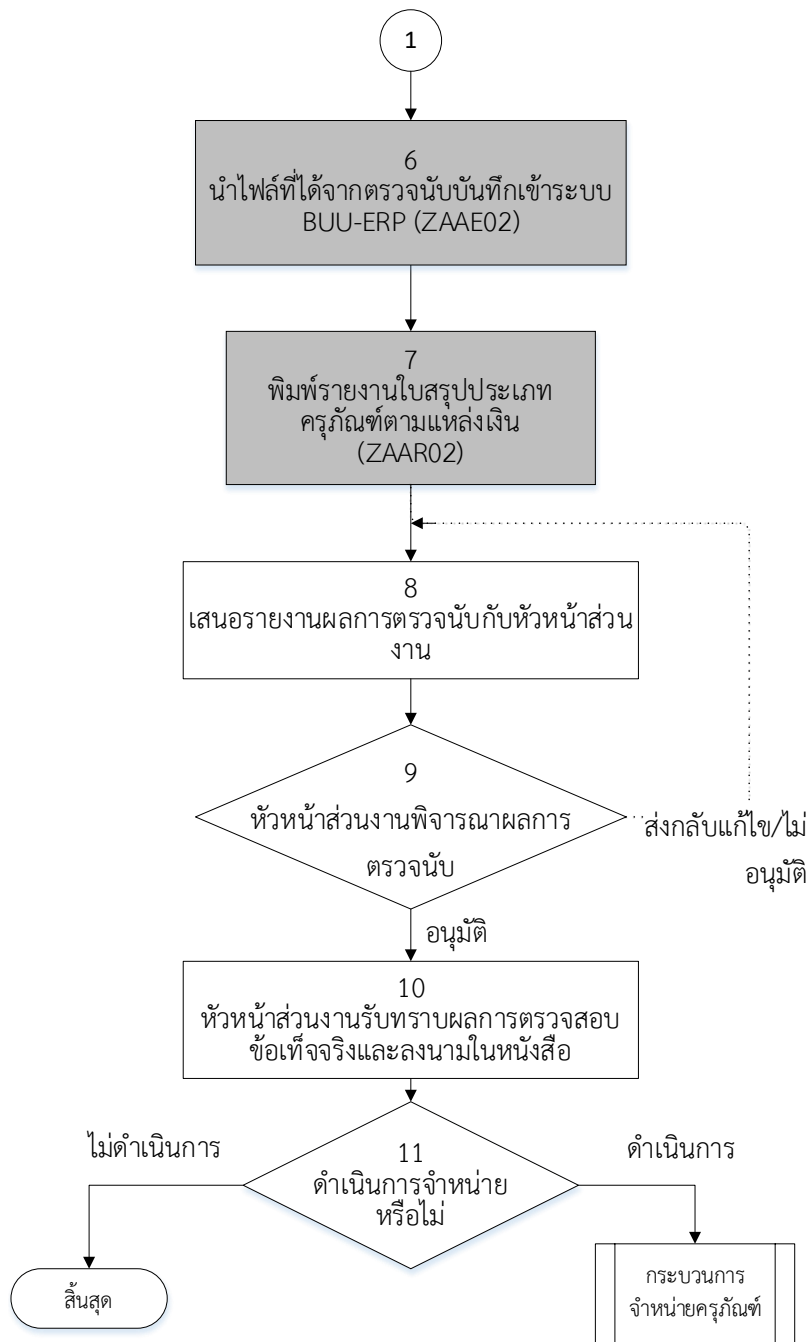 1
6
นำไฟล์ที่ได้จากตรวจนับบันทึกเข้าระบบ
BUU-ERP (ZAAE02)
7
พิมพ์รายงานใบสรุปประเภท
ครุภัณฑ์ตามแหล่งเงิน
(ZAAR02)
8
เสนอรายงานผลการตรวจนับกับหัวหน้าส่วน
งาน
9
หัวหน้าส่วนงานพิจารณาผลการ
ตรวจนับ
ส่งกลับแก้ไข/ไม่
อนุมัติ
อนุมัติ
10
หัวหน้าส่วนงานรับทราบผลการตรวจสอบ
ข้อเท็จจริงและลงนามในหนังสือ
ไม่ดำเนินการ
11
ดำเนินการจำหน่าย
หรือไม่
ดำเนินการ
สิ้นสุด
กระบวนการ
จำหน่ายครุภัณฑ์